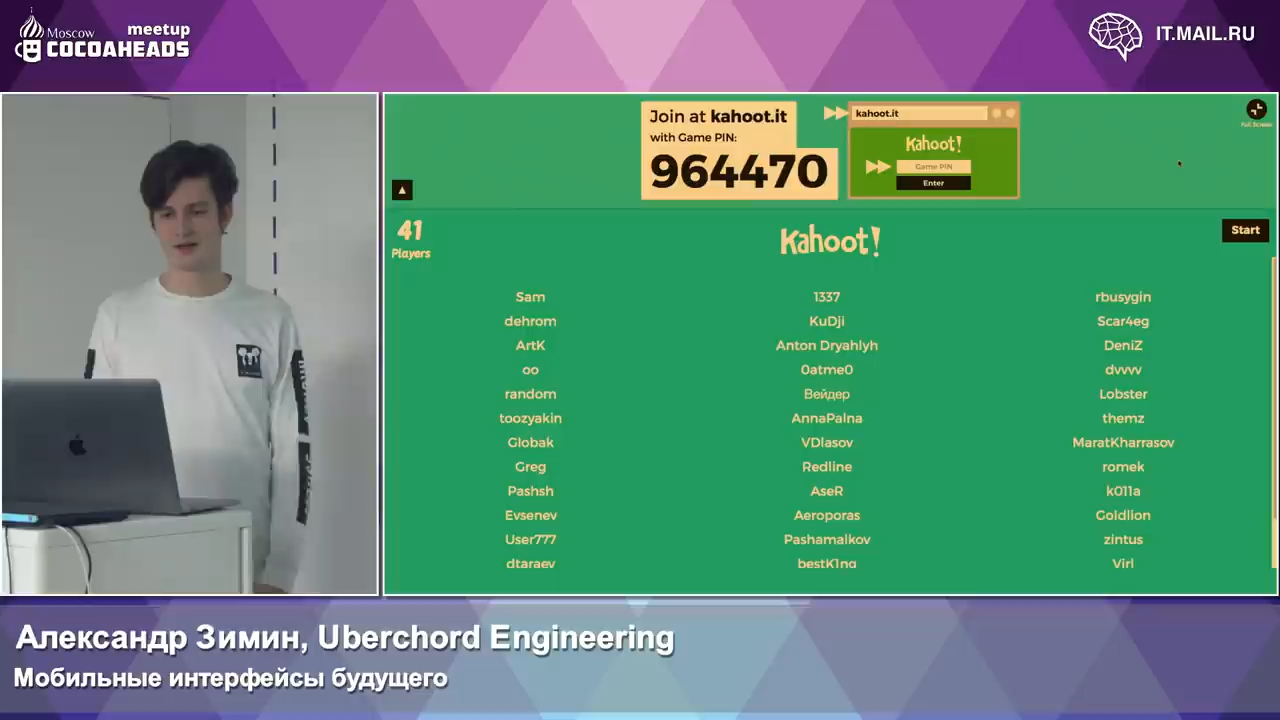 Moscow
meetup
COCOAHEADS
IT.MAIL.RU
Join at kahoot.it
with Game PIN:
964470
kahoot.it
Kahoot!
Game PIN
Enter
Full Screen
41
Players
Kahoot!
Start
Sam
1337
rbusygin
dehrom
KuDji
Scar4eg
ArtK
Anton Dryahlyh
DeniZ
oo
0atme0
dvvvv
random
Вейдер
Lobster
toozyakin
AnnaPalna
themz
Globak
VDlasov
MaratKharrasov
Greg
Redline
romek
Pashsh
AseR
k011a
Evsenev
Aeroporas
Goldlion
User777
Pashamalkov
zintus
dtaraev
bestK1ng
Virl
Александр Зимин, Uberchord Engineering
Мобильные интерфейсы будущего